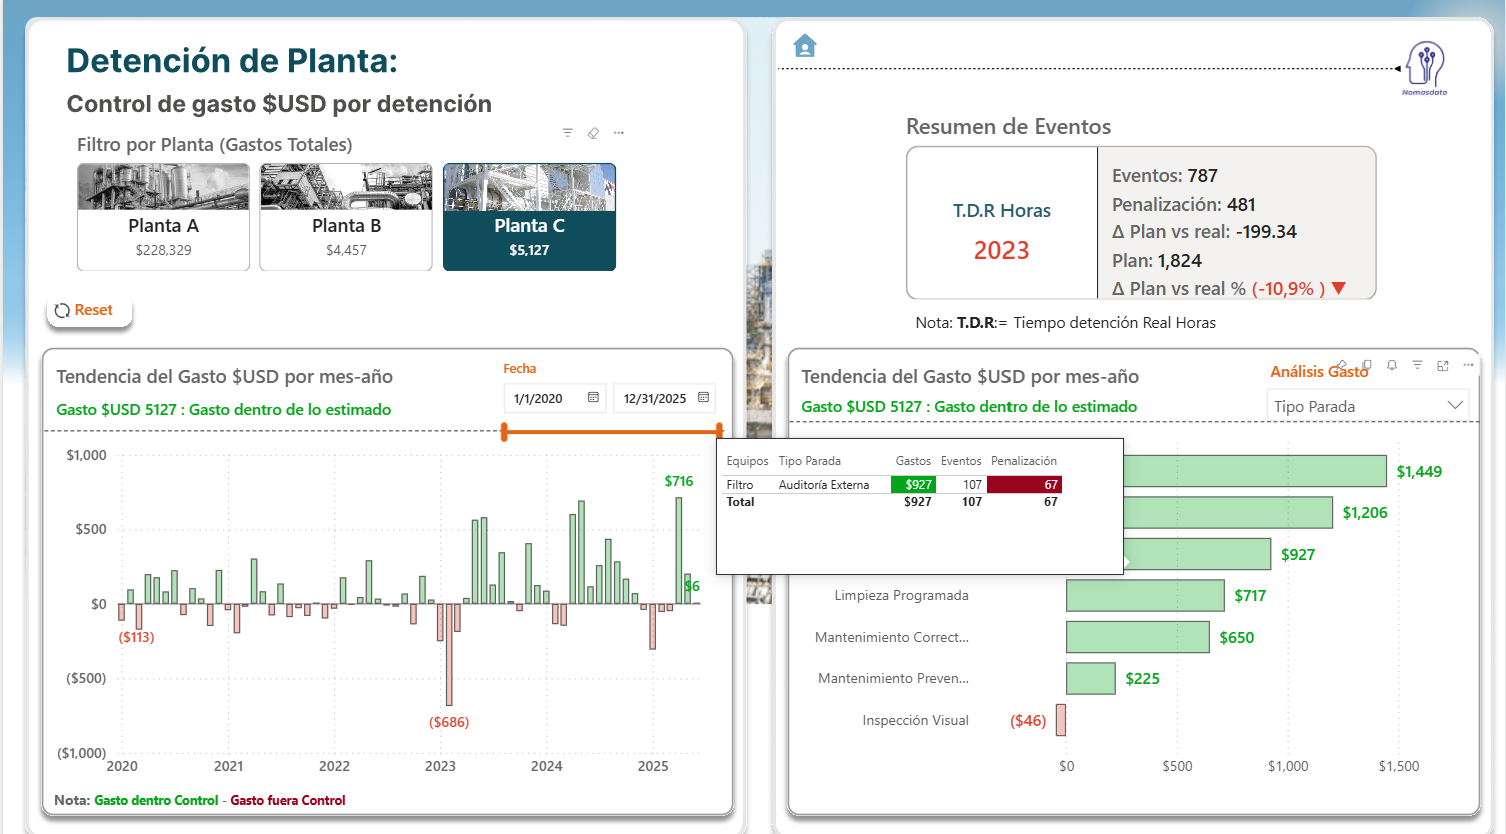 Detención de Planta:
Control de gasto $USD por detención
Filtro por Planta (Gastos Totales)
Planta A
$228,329
Planta B
$4,457
Planta C
$5,127
Reset
Tendencia del Gasto $USD por mes-año
Gasto $USD 5127 : Gasto dentro de lo estimado
Fecha
1/1/2020
12/31/2025
$1,000
$500
$0
($500)
($1,000)
$716
$6
($113)
($686)
2020
2021
2022
2023
2024
2025
Nota: Gasto dentro Control - Gasto fuera Control
Nomasdata
Resumen de Eventos
T.D.R Horas
2023
Eventos: 787
Penalización: 481
Δ Plan vs real: -199.34
Plan: 1,824
Δ Plan vs real % (-10,9% ) ▼
Nota: T.D.R:= Tiempo detención Real Horas
Tendencia del Gasto $USD por mes-año
Gasto $USD 5127 : Gasto dentro de lo estimado
Análisis Gasto
Tipo Parada
Equipos Tipo Parada Gastos Eventos Penalización
Filtro Auditoría Externa $927 107 67
Total $927 107 67
$1,449
$1,206
$927
Limpieza Programada $717
Mantenimiento Correct... $650
Mantenimiento Preven... $225
Inspección Visual ($46)
$0
$500
$1,000
$1,500